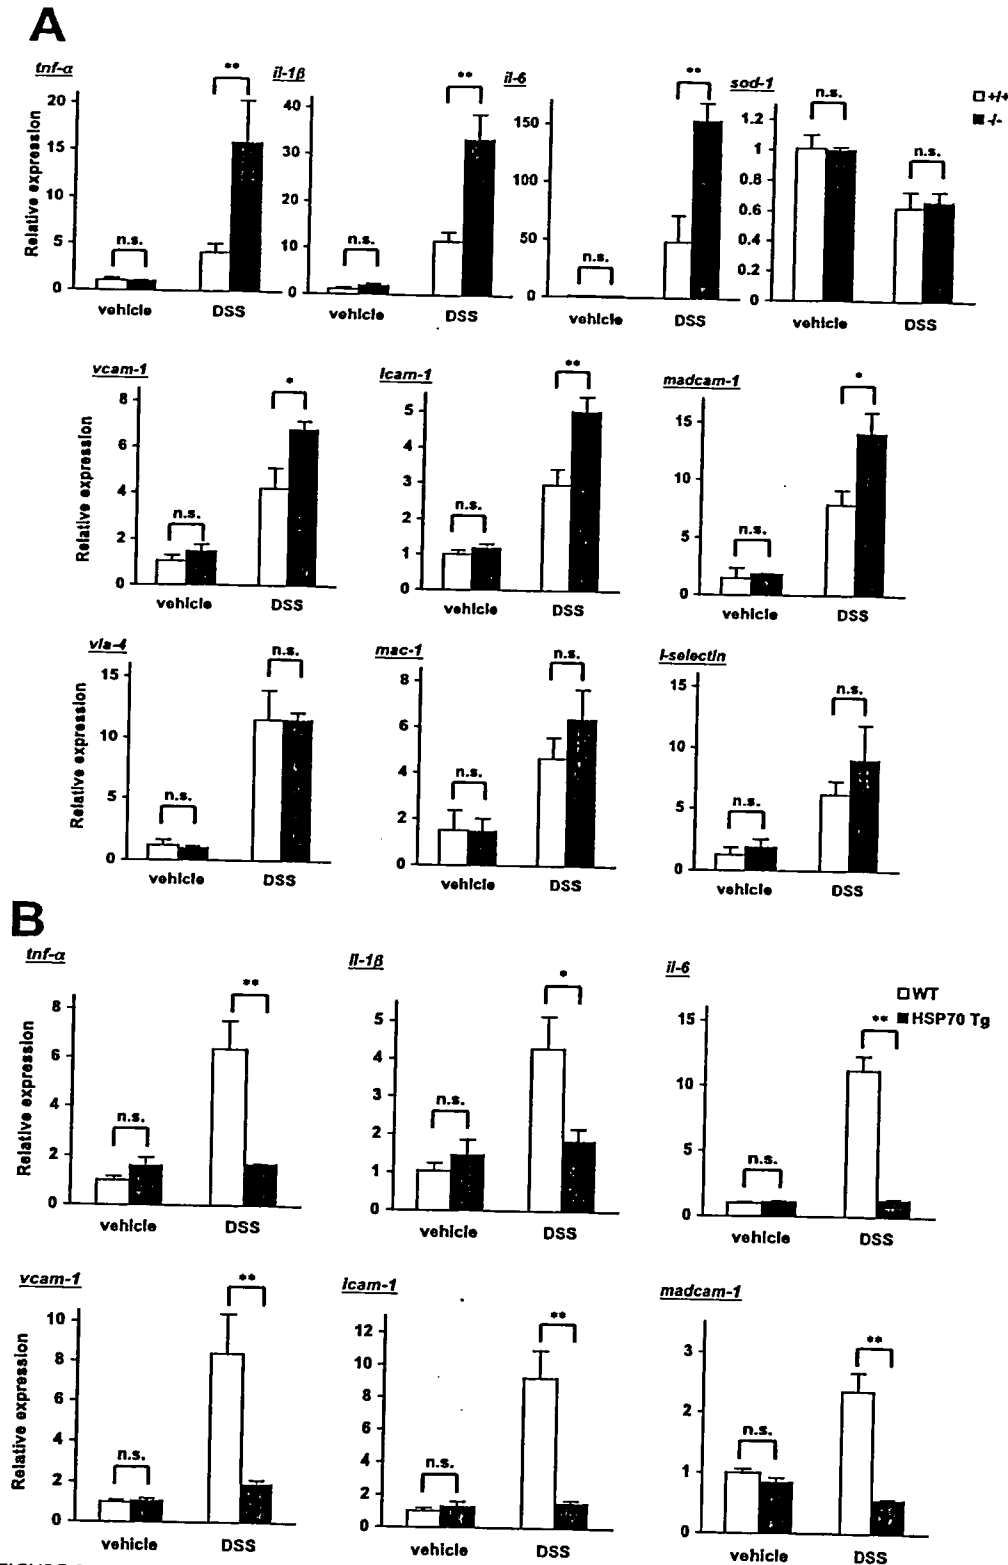 A
tnf-α
**
20
15
10
5
0
Relative expression
n.s.
vehicle
DSS
il-1β
**
40
30
20
10
0
n.s.
vehicle
DSS
il-6
**
150
100
50
0
n.s.
vehicle
DSS
sod-1
n.s.
n.s.
1.2
1
0.8
0.6
0.4
0.2
0
vehicle
DSS
+/+
-/-
vcam-1
*
8
6
4
2
0
Relative expression
n.s.
vehicle
DSS
icam-1
**
5
4
3
2
1
0
n.s.
vehicle
DSS
madcam-1
*
15
10
5
0
n.s.
vehicle
DSS
vla-4
n.s.
15
10
5
0
Relative expression
n.s.
vehicle
DSS
mac-1
n.s.
8
6
4
2
0
n.s.
vehicle
DSS
l-selectin
n.s.
15
10
5
0
n.s.
vehicle
DSS
B
tnf-α
**
8
6
4
2
0
Relative expression
n.s.
vehicle
DSS
il-1β
*
5
4
3
2
1
0
n.s.
vehicle
DSS
il-6
WT
HSP70 Tg
**
15
10
5
0
n.s.
vehicle
DSS
vcam-1
**
10
8
6
4
2
0
Relative expression
n.s.
vehicle
DSS
icam-1
**
12
10
8
6
4
2
0
n.s.
vehicle
DSS
madcam-1
**
3
2
1
0
n.s.
vehicle
DSS